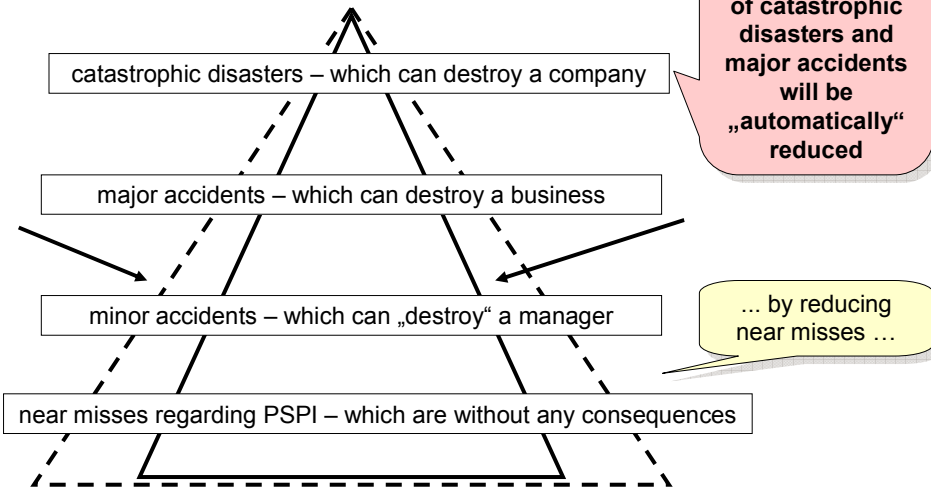 of catastrophic
disasters and
major accidents
will be
„automatically“
reduced
catastrophic disasters – which can destroy a company
major accidents – which can destroy a business
minor accidents – which can „destroy“ a manager
... by reducing
near misses …
near misses regarding PSPI – which are without any consequences